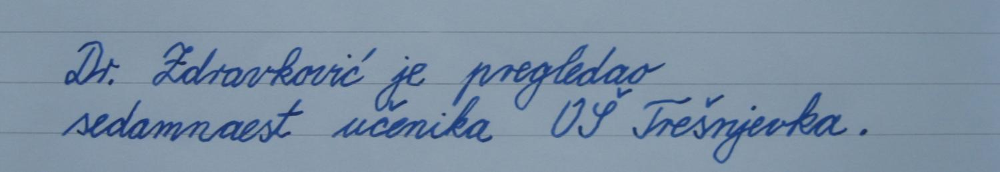 Dr. Zdravković je pregledao
sedamnaest učenika OŠ Trešnjevka.